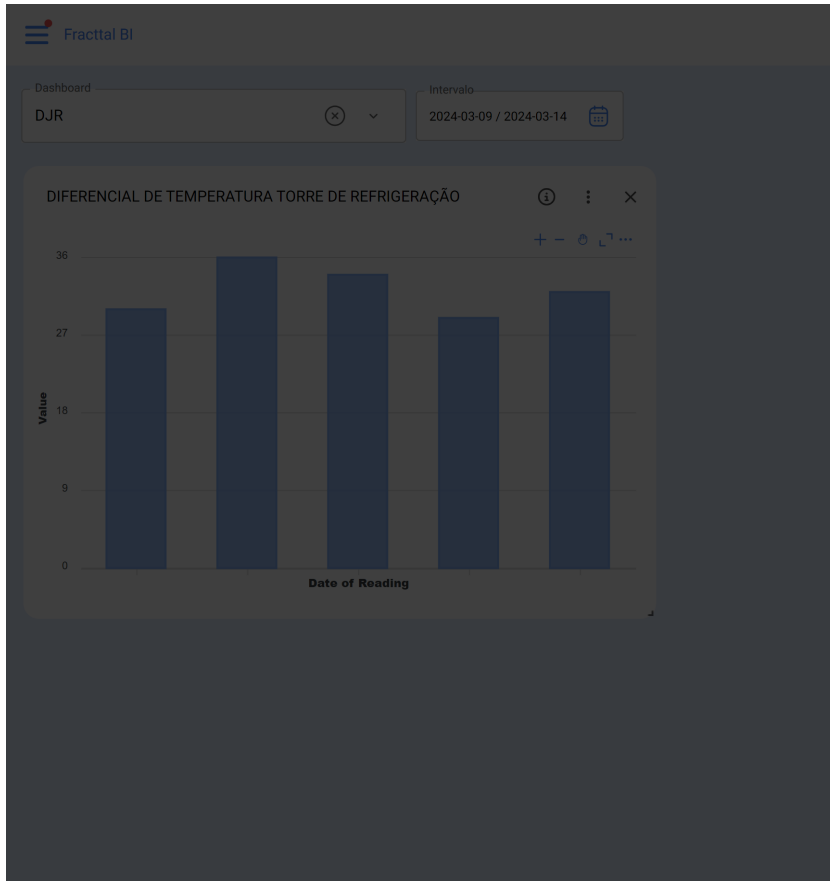 Fracttal BI
Dashboard
DJR
Intervalo
2024-03-09 / 2024-03-14
DIFERENCIAL DE TEMPERATURA TORRE DE REFRIGERAÇÃO
36
27
18
9
0
Value
Date of Reading